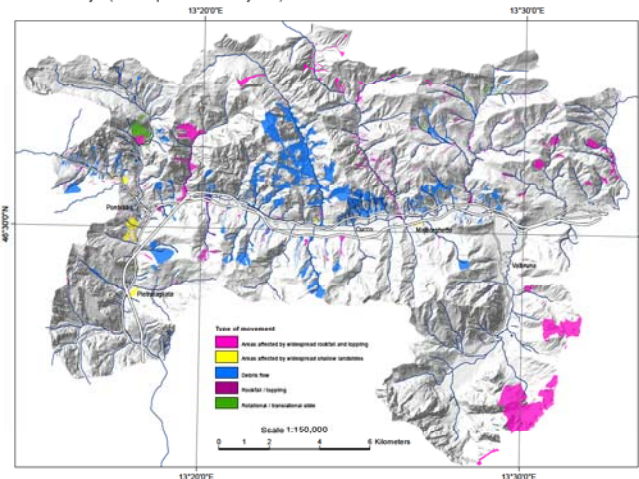 13°20'0"E 13°30'0"E
46°30'0"N
Pontebba
Cucco
Malborghetto
Valbruna
Pietratagliata
Type of movement
Areas affected by widespread rockfall and toppling
Areas affected by widespread shallow landslides
Debris flow
Rockfall / toppling
Rotational / translational slide
Scale 1:150,000
0 1 2 4 6 Kilometers
13°20'0"E 13°30'0"E